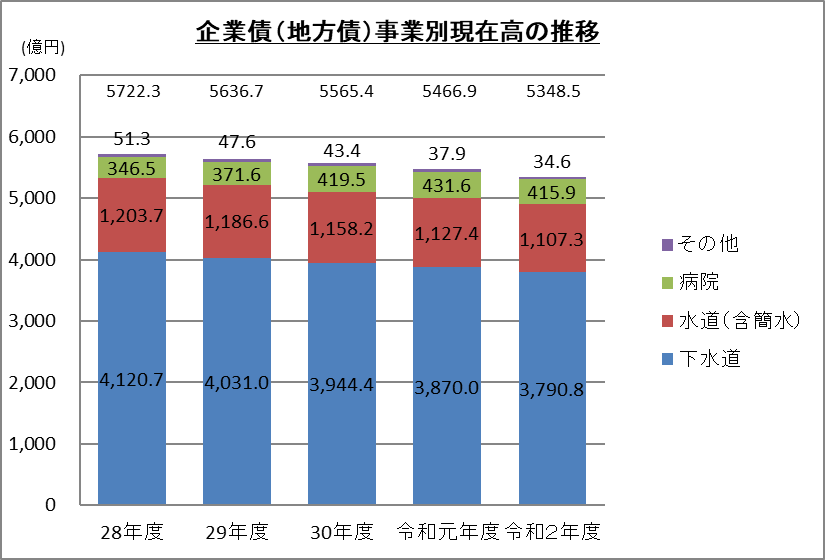 企業債（地方債）事業別現在高の推移
(億円)
7,000
6,000
5,000
4,000
3,000
2,000
1,000
0
5722.3 5636.7 5565.4 5466.9 5348.5
51.3 47.6 43.4 37.9 34.6
346.5 371.6 419.5 431.6 415.9
1,203.7 1,186.6 1,158.2 1,127.4 1,107.3
4,120.7 4,031.0 3,944.4 3,870.0 3,790.8
28年度 29年度 30年度 令和元年度 令和２年度
その他
病院
水道（含簡水）
下水道